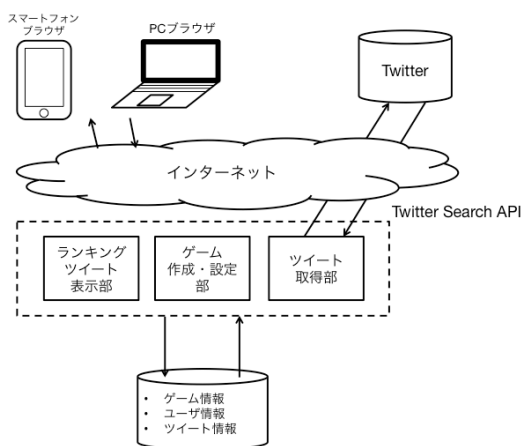 スマートフォン
ブラウザ
PCブラウザ
Twitter
インターネット
Twitter Search API
ランキング
ツイート
表示部
ゲーム
作成・設定
部
ツイート
取得部
• ゲーム情報
• ユーザ情報
• ツイート情報